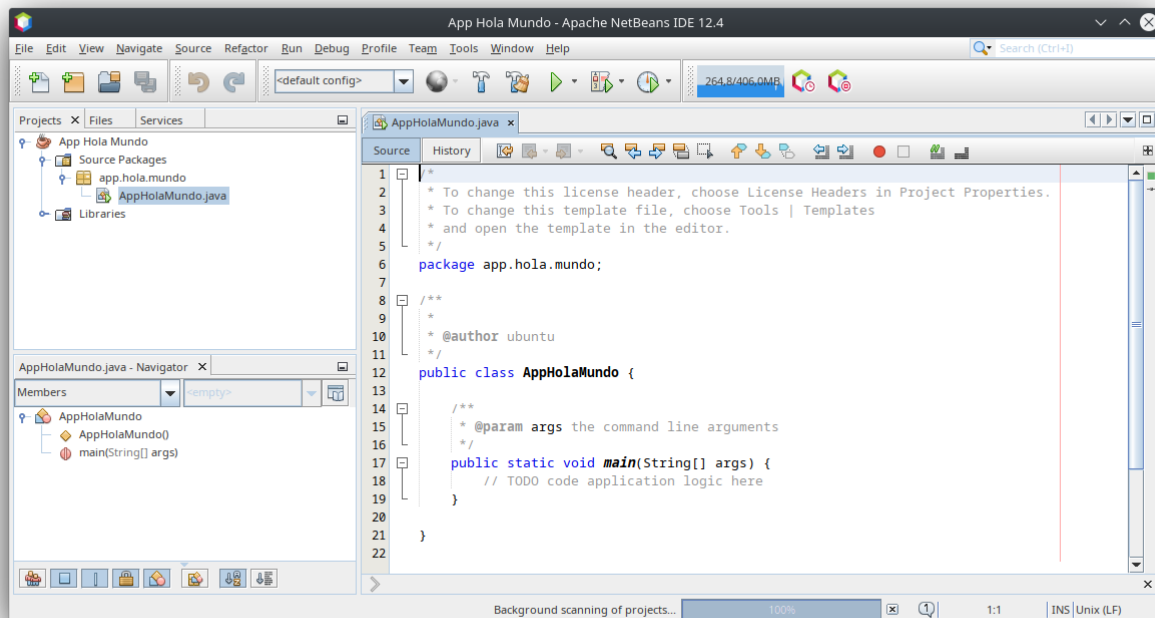 App Hola Mundo - Apache NetBeans IDE 12.4
File Edit View Navigate Source Refactor Run Debug Profile Team Tools Window Help
Search (Ctrl+I)
<default config>
264,8/406,0MB
Projects Files Services
App Hola Mundo
Source Packages
app.hola.mundo
AppHolaMundo.java
Libraries
AppHolaMundo.java - Navigator
Members
<empty>
AppHolaMundo
AppHolaMundo()
main(String[] args)
AppHolaMundo.java
Source History
1 /*
2 * To change this license header, choose License Headers in Project Properties.
3 * To change this template file, choose Tools | Templates
4 * and open the template in the editor.
5 */
6 package app.hola.mundo;
7
8 /**
9 *
10 * @author ubuntu
11 */
12 public class AppHolaMundo {
13
14 /**
15 * @param args the command line arguments
16 */
17 public static void main(String[] args) {
18 // TODO code application logic here
19 }
20
21 }
22
Background scanning of projects... 100% 1 1:1 INS Unix (LF)